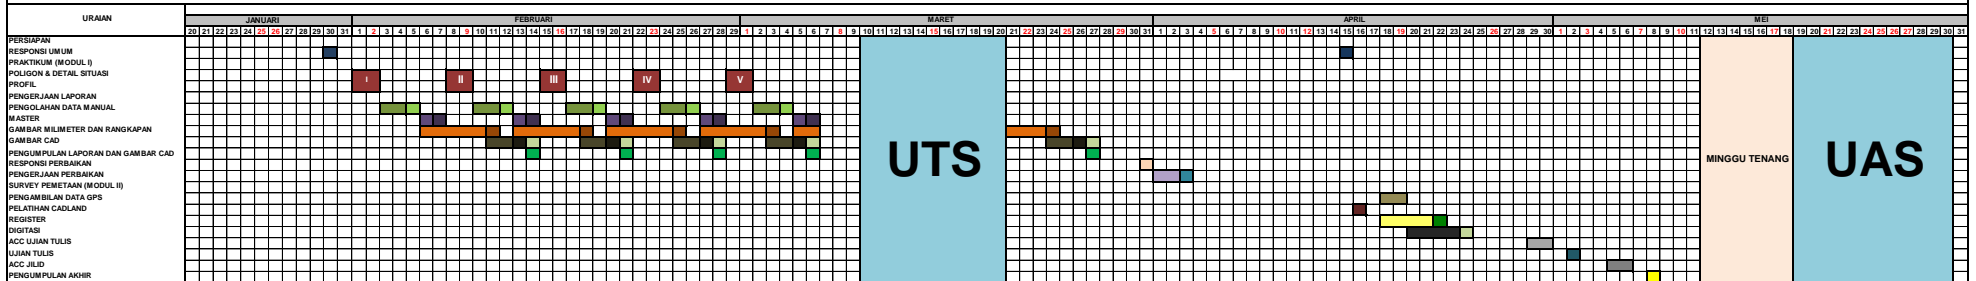 URAIAN
JANUARI FEBRUARI MARET APRIL MEI
20 21 22 23 24 25 26 27 28 29 30 31 1 2 3 4 5 6 7 8 9 10 11 12 13 14 15 16 17 18 19 20 21 22 23 24 25 26 27 28 29 1 2 3 4 5 6 7 8 9 10 11 12 13 14 15 16 17 18 19 20 21 22 23 24 25 26 27 28 29 30 31 1 2 3 4 5 6 7 8 9 10 11 12 13 14 15 16 17 18 19 20 21 22 23 24 25 26 27 28 29 30 1 2 3 4 5 6 7 8 9 10 11 12 13 14 15 16 17 18 19 20 21 22 23 24 25 26 27 28 29 30 31
PERSIAPAN
RESPONSI UMUM
PRAKTIKUM (MODUL I)
POLIGON & DETAIL SITUASI
I II III IV V
PROFIL
PENGERJAAN LAPORAN
PENGOLAHAN DATA MANUAL
MASTER
GAMBAR MILIMETER DAN RANGKAPAN
GAMBAR CAD
PENGUMPULAN LAPORAN DAN GAMBAR CAD
UTS MINGGU TENANG UAS
RESPONSI PERBAIKAN
PENGERJAAN PERBAIKAN
SURVEY PEMETAAN (MODUL II)
PENGAMBILAN DATA GPS
PELATIHAN CADLAND
REGISTER
DIGITASI
ACC UJIAN TULIS
UJIAN TULIS
ACC JILID
PENGUMPULAN AKHIR